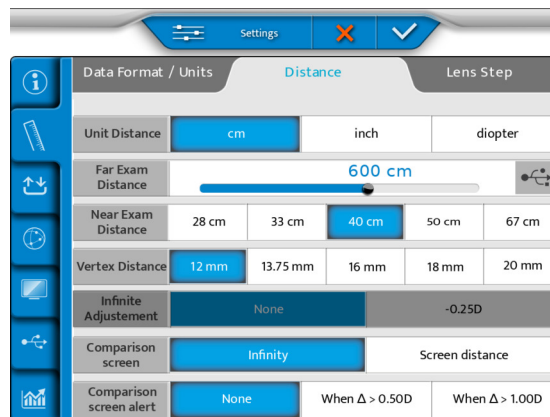 Settings
Data Format / Units Distance Lens Step
Unit Distance cm inch diopter
Far Exam Distance 600 cm
Near Exam Distance 28 cm 33 cm 40 cm 50 cm 67 cm
Vertex Distance 12 mm 13.75 mm 16 mm 18 mm 20 mm
Infinite Adjustement None -0.25D
Comparison screen Infinity Screen distance
Comparison screen alert None When Δ > 0.50D When Δ > 1.00D